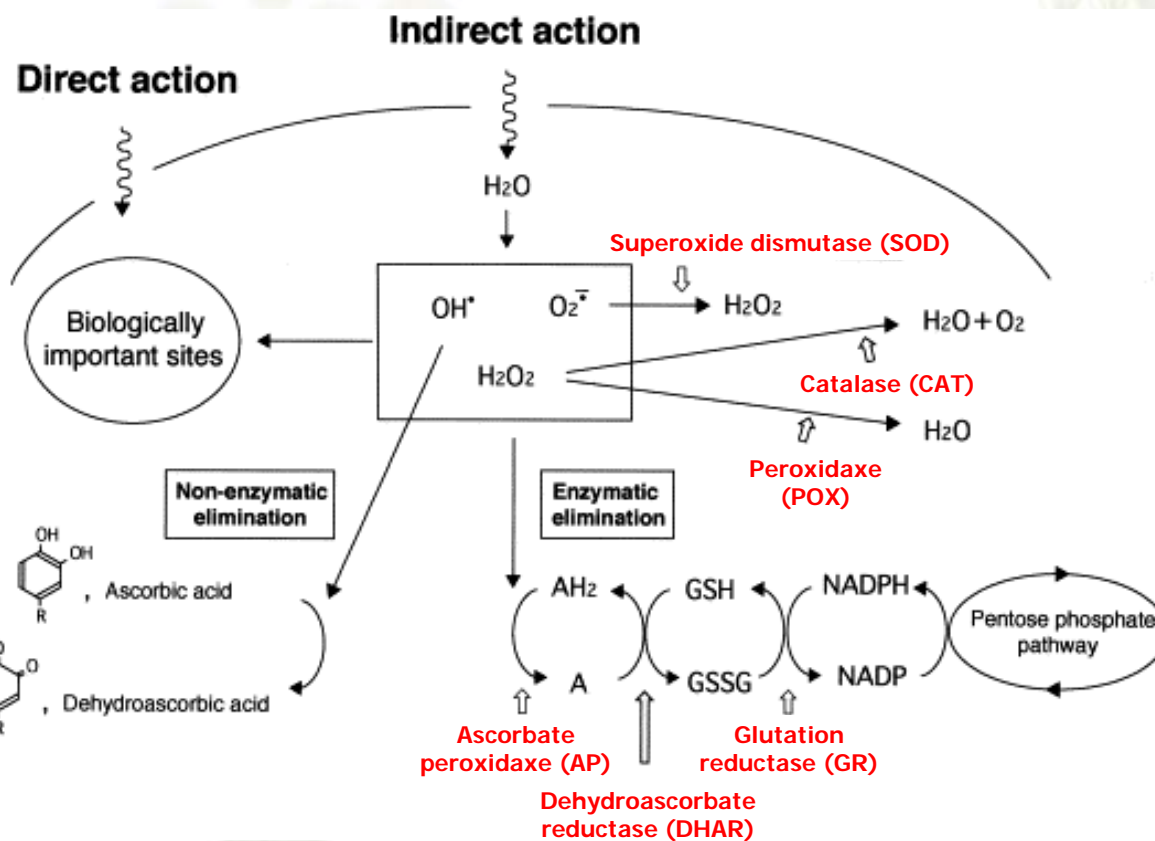 Indirect action
Direct action
H₂O
Superoxide dismutase (SOD)
OH•
O₂•̄
H₂O₂
H₂O+O₂
Biologically
important sites
H₂O₂
Catalase (CAT)
H₂O
Peroxidaxe
(POX)
Non-enzymatic
elimination
Enzymatic
elimination
OH
OH
R
, Ascorbic acid
AH₂
GSH
NADPH
Pentose phosphate
pathway
O
, Dehydroascorbic acid
A
GSSG
NADP
Ascorbate
peroxidaxe (AP)
Glutation
reductase (GR)
Dehydroascorbate
reductase (DHAR)